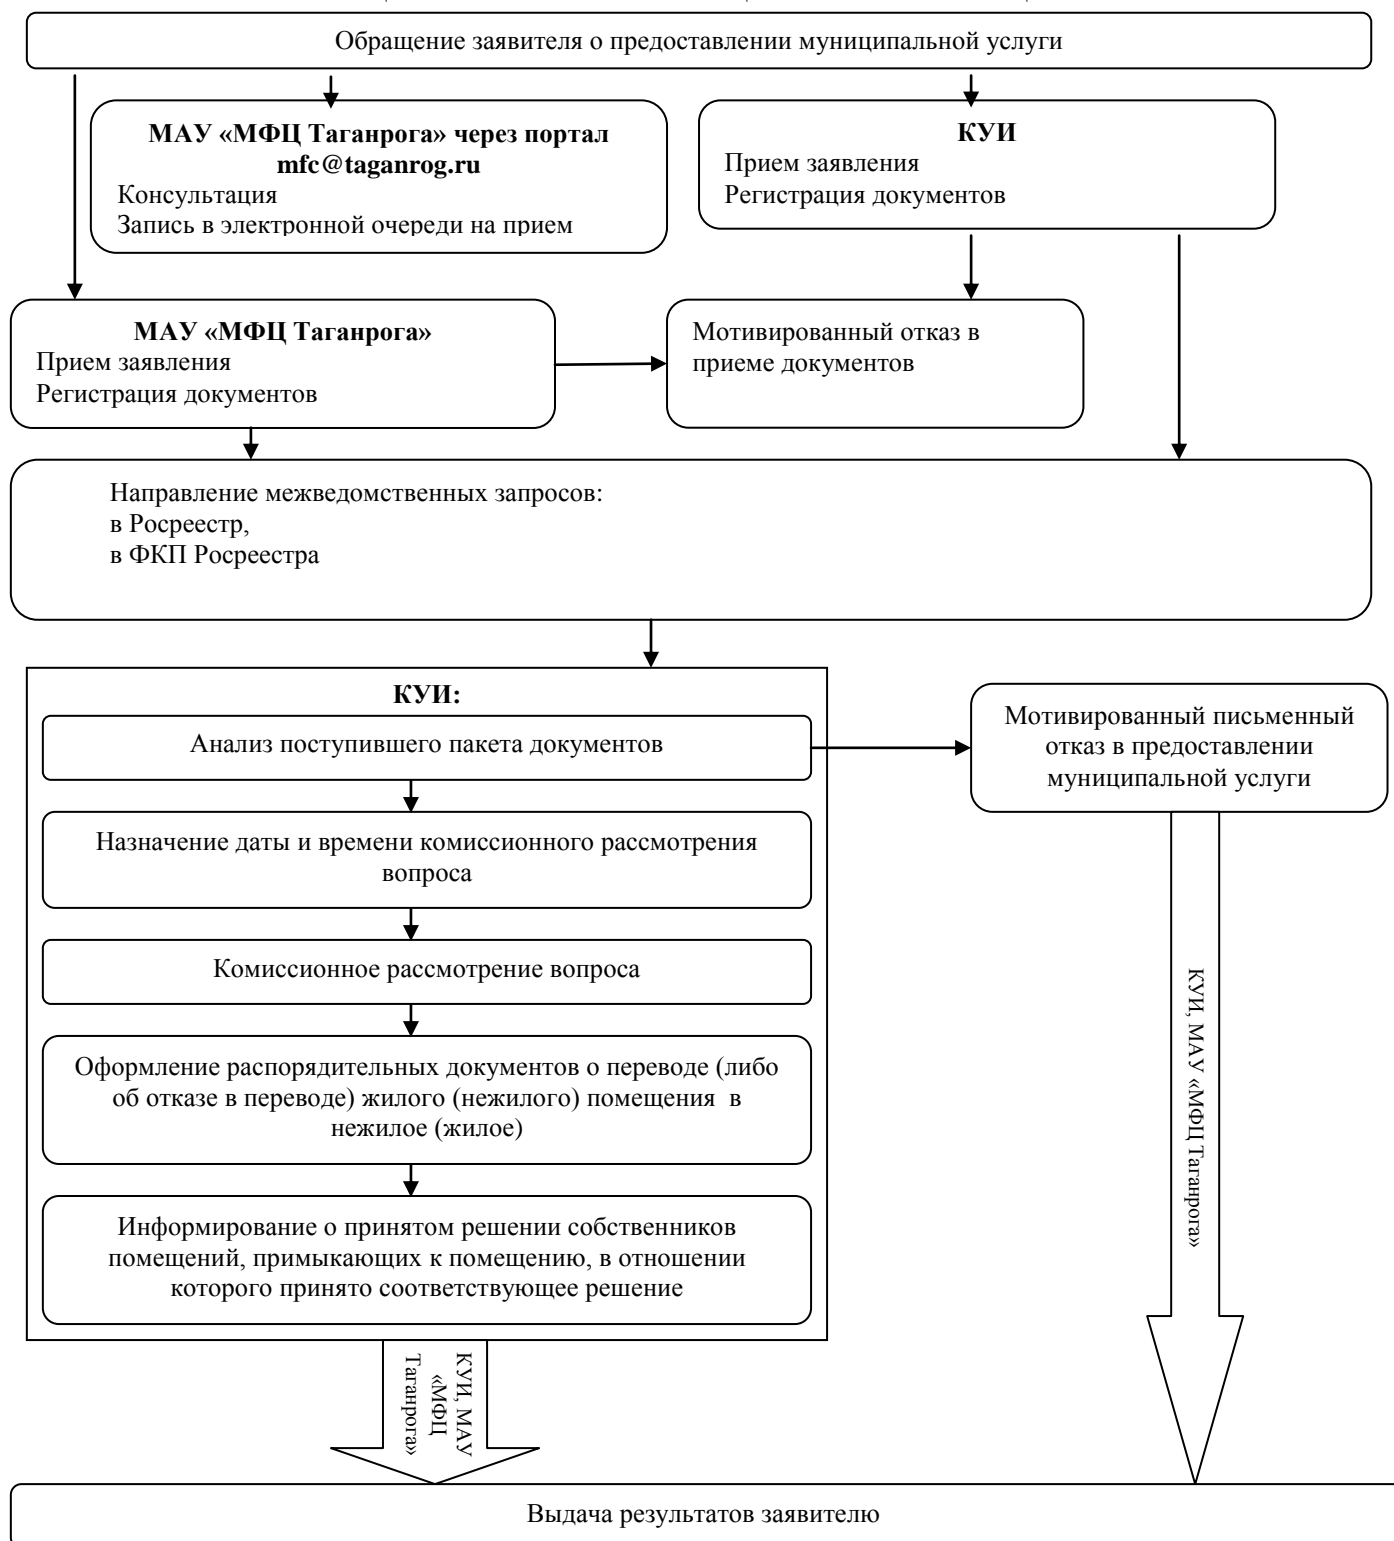 Обращение заявителя о предоставлении муниципальной услуги
МАУ «МФЦ Таганрога» через портал
mfc@taganrog.ru
Консультация
Запись в электронной очереди на прием
КУИ
Прием заявления
Регистрация документов
МАУ «МФЦ Таганрога»
Прием заявления
Регистрация документов
Мотивированный отказ в
приеме документов
Направление межведомственных запросов:
в Росреестр,
в ФКП Росреестра
КУИ:
Анализ поступившего пакета документов
Мотивированный письменный
отказ в предоставлении
муниципальной услуги
Назначение даты и времени комиссионного рассмотрения
вопроса
Комиссионное рассмотрение вопроса
Оформление распорядительных документов о переводе (либо
об отказе в переводе) жилого (нежилого) помещения в
нежилое (жилое)
Информирование о принятом решении собственников
помещений, примыкающих к помещению, в отношении
которого принято соответствующее решение
КУИ, МАУ «МФЦ Таганрога»
КУИ, МАУ
«МФЦ
Таганрога»
Выдача результатов заявителю